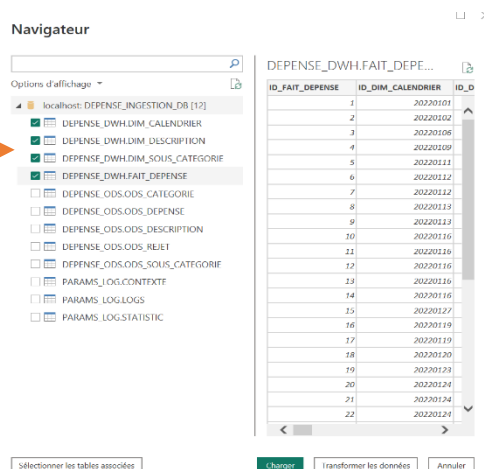 Navigateur
Options d'affichage
localhost: DEPENSE_INGESTION_DB [12]
DEPENSE_DWH.DIM_CALENDRIER
DEPENSE_DWH.DIM_DESCRIPTION
DEPENSE_DWH.DIM_SOUS_CATEGORIE
DEPENSE_DWH.FAIT_DEPENSE
DEPENSE_ODS.ODS_CATEGORIE
DEPENSE_ODS.ODS_DEPENSE
DEPENSE_ODS.ODS_DESCRIPTION
DEPENSE_ODS.ODS_REJET
DEPENSE_ODS.ODS_SOUS_CATEGORIE
PARAMS_LOG.CONTEXTE
PARAMS_LOG.LOGS
PARAMS_LOG.STATISTIC
DEPENSE_DWH.FAIT_DEPE...
ID_FAIT_DEPENSE ID_DIM_CALENDRIER ID_D
1 20220101
2 20220102
3 20220106
4 20220109
5 20220111
6 20220112
7 20220112
8 20220113
9 20220113
10 20220116
11 20220116
12 20220116
13 20220116
14 20220116
15 20220127
16 20220119
17 20220119
18 20220120
19 20220123
20 20220124
21 20220124
22 20220124
Sélectionner les tables associées Charger Transformer les données Annuler